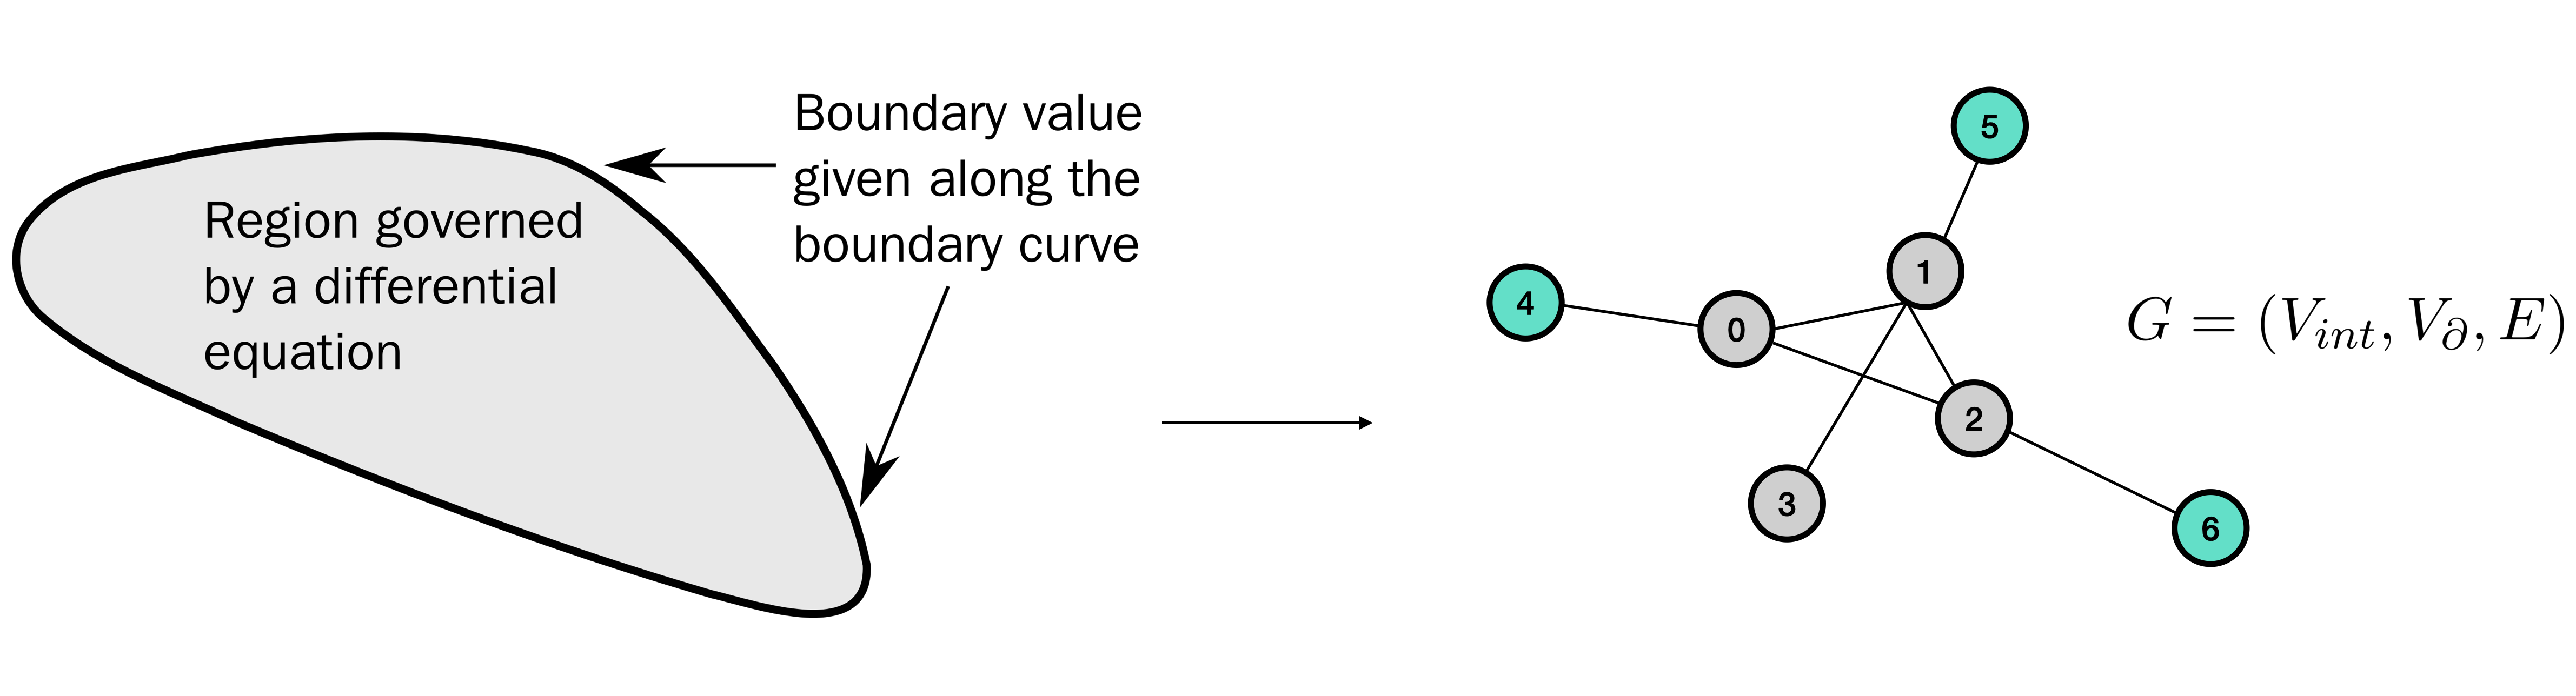 Region governed
by a differential
equation
Boundary value
given along the
boundary curve
5
1
4
0
2
3
6
G = (V_{int}, V_{∂}, E)